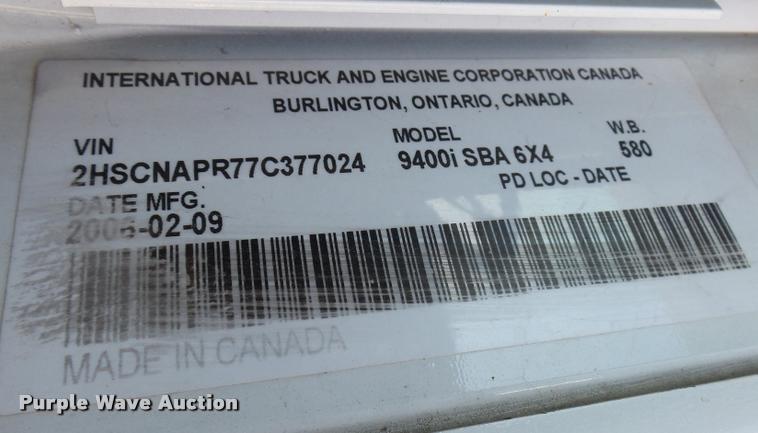 INTERNATIONAL TRUCK AND ENGINE CORPORATION CANADA
BURLINGTON, ONTARIO, CANADA
VIN MODEL W.B.
2HSCNAPR77C377024 9400i SBA 6X4 580
DATE MFG. PD LOC - DATE
2006-02-09
MADE IN CANADA
Purple Wave Auction